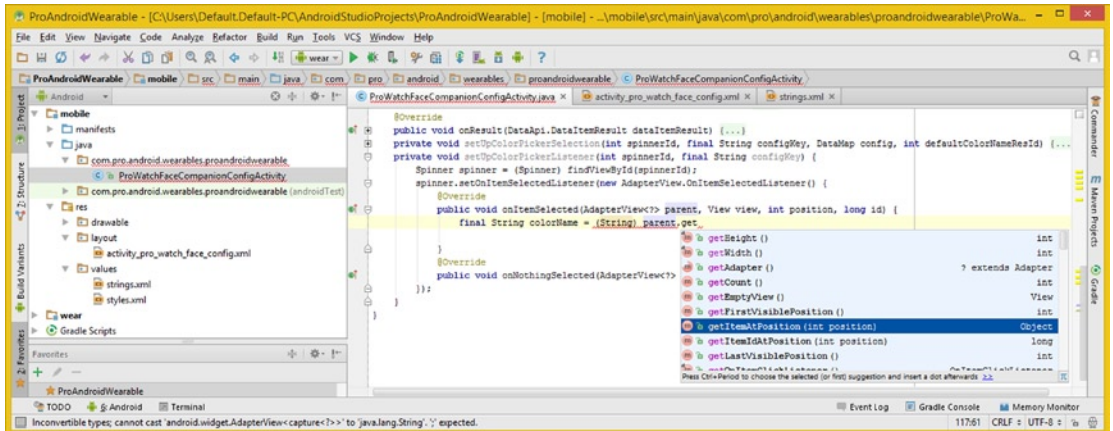 ProAndroidWearable - [C:\Users\Default.Default-PC\AndroidStudioProjects\ProAndroidWearable] - [mobile] - ...\mobile\src\main\java\com\pro\android\wearables\proandroidwearable\ProWa...
File Edit View Navigate Code Analyze Refactor Build Run Tools VCS Window Help
wear
ProAndroidWearable mobile src main java com pro android wearables proandroidwearable ProWatchFaceCompanionConfigActivity
Android
ProWatchFaceCompanionConfigActivity.java × activity_pro_watch_face_config.xml × strings.xml ×
1: Project
Z: Structure
Build Variants
2: Favorites
mobile
manifests
java
com.pro.android.wearables.proandroidwearable
ProWatchFaceCompanionConfigActivity
com.pro.android.wearables.proandroidwearable (androidTest)
res
drawable
layout
activity_pro_watch_face_config.xml
values
strings.xml
styles.xml
wear
Gradle Scripts
Favorites
ProAndroidWearable
@Override
public void onResult(DataApi.DataItemResult dataItemResult) {...}
private void setUpColorPickerSelection(int spinnerId, final String configKey, DataMap config, int defaultColorNameResId) {...
private void setUpColorPickerListener(int spinnerId, final String configKey) {
Spinner spinner = (Spinner) findViewById(spinnerId);
spinner.setOnItemSelectedListener(new AdapterView.OnItemSelectedListener() {
@Override
public void onItemSelected(AdapterView<?> parent, View view, int position, long id) {
final String colorName = (String) parent.get
}
@Override
public void onNothingSelected(AdapterView<?>
});
}
}
getHeight() int
getWidth() int
getAdapter() ? extends Adapter
getCount() int
getEmptyView() View
getFirstVisiblePosition() int
getItemAtPosition(int position) Object
getItemIdAtPosition(int position) long
getLastVisiblePosition() int
getOnItemClickListener() OnItemClickListener
Press Ctrl+Period to choose the selected (or first) suggestion and insert a dot afterwards >>
π
Commander
Maven Projects
Gradle
TODO 6: Android Terminal Event Log Gradle Console Memory Monitor
Inconvertible types; cannot cast 'android.widget.AdapterView<capture<?>>' to 'java.lang.String'. ';' expected. 117:61 CRLF UTF-8